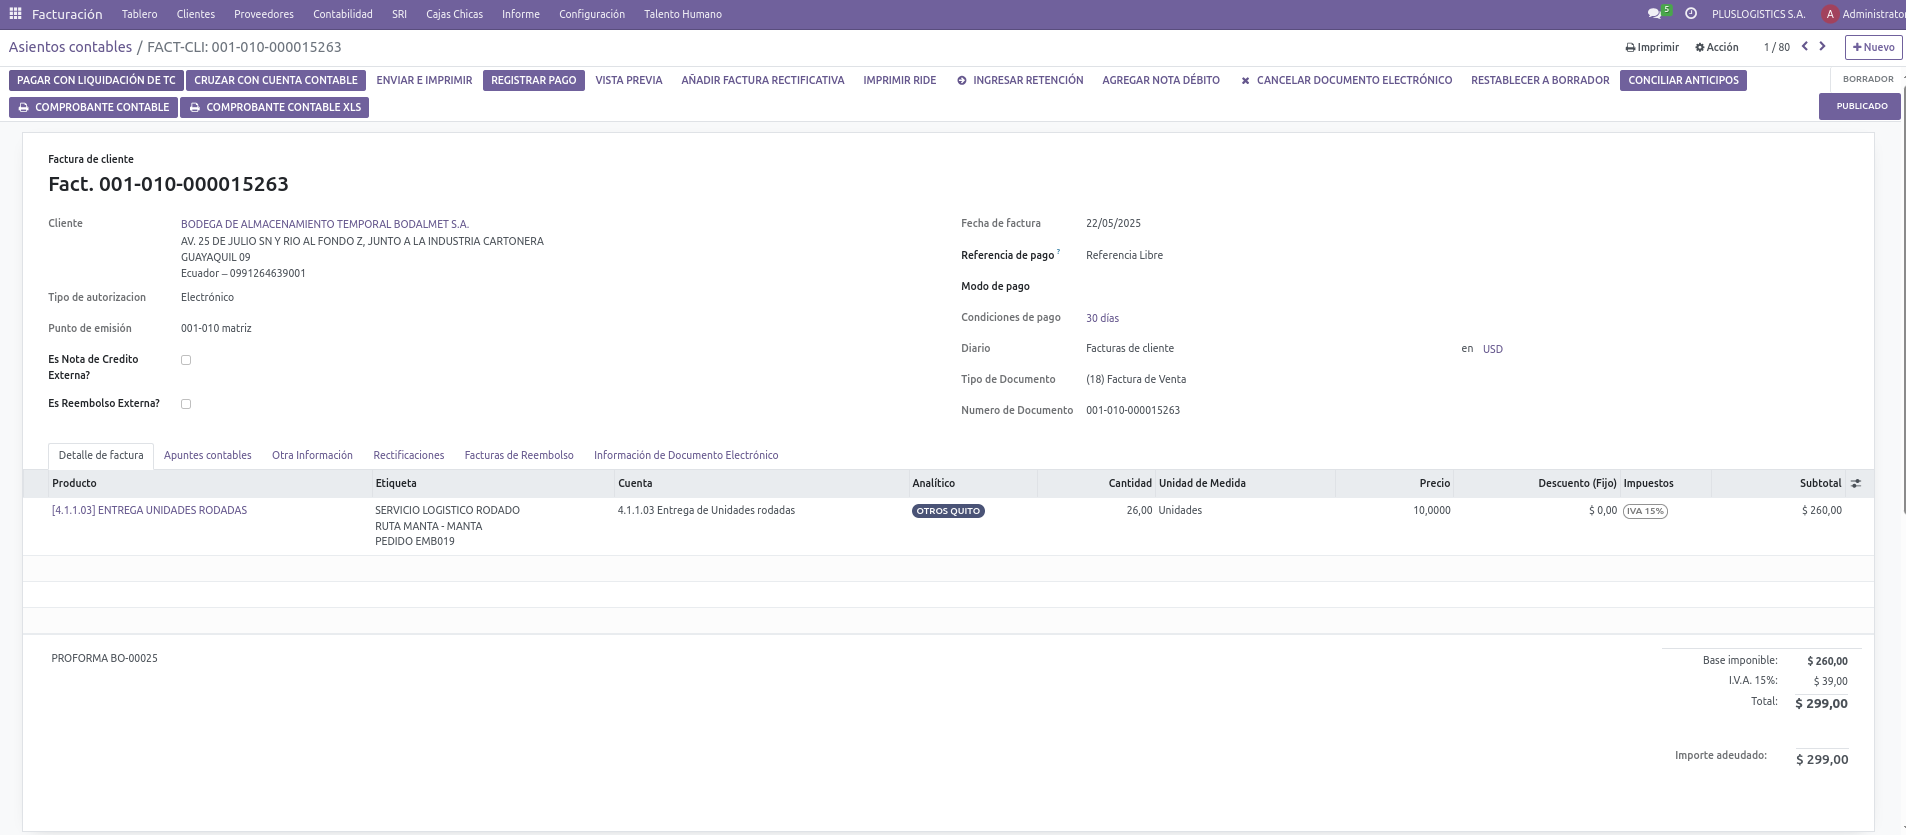 Facturación Tablero Clientes Proveedores Contabilidad SRI Cajas Chicas Informe Configuración Talento Humano 5 PLUSLOGISTICS S.A. A Administrator
Asientos contables / FACT-CLI: 001-010-000015263 Imprimir Acción 1 / 80 Nuevo
PAGAR CON LIQUIDACIÓN DE TC CRUZAR CON CUENTA CONTABLE ENVIAR E IMPRIMIR REGISTRAR PAGO VISTA PREVIA AÑADIR FACTURA RECTIFICATIVA IMPRIMIR RIDE INGRESAR RETENCIÓN AGREGAR NOTA DÉBITO CANCELAR DOCUMENTO ELECTRÓNICO RESTABLECER A BORRADOR CONCILIAR ANTICIPOS BORRADOR
COMPROBANTE CONTABLE COMPROBANTE CONTABLE XLS PUBLICADO
Factura de cliente
Fact. 001-010-000015263
Cliente BODEGA DE ALMACENAMIENTO TEMPORAL BODALMET S.A.
AV. 25 DE JULIO SN Y RIO AL FONDO Z, JUNTO A LA INDUSTRIA CARTONERA
GUAYAQUIL 09
Ecuador – 0991264639001
Tipo de autorizacion Electrónico
Punto de emisión 001-010 matriz
Es Nota de Credito
Externa?
Es Reembolso Externa?
Fecha de factura 22/05/2025
Referencia de pago ? Referencia Libre
Modo de pago
Condiciones de pago 30 días
Diario Facturas de cliente en USD
Tipo de Documento (18) Factura de Venta
Numero de Documento 001-010-000015263
Detalle de factura Apuntes contables Otra Información Rectificaciones Facturas de Reembolso Información de Documento Electrónico
Producto Etiqueta Cuenta Analítico Cantidad Unidad de Medida Precio Descuento (Fijo) Impuestos Subtotal
[4.1.1.03] ENTREGA UNIDADES RODADAS SERVICIO LOGISTICO RODADO 4.1.1.03 Entrega de Unidades rodadas OTROS QUITO 26,00 Unidades 10,0000 $ 0,00 IVA 15% $ 260,00
RUTA MANTA - MANTA
PEDIDO EMB019
PROFORMA BO-00025
Base imponible: $ 260,00
I.V.A. 15%: $ 39,00
Total: $ 299,00
Importe adeudado: $ 299,00